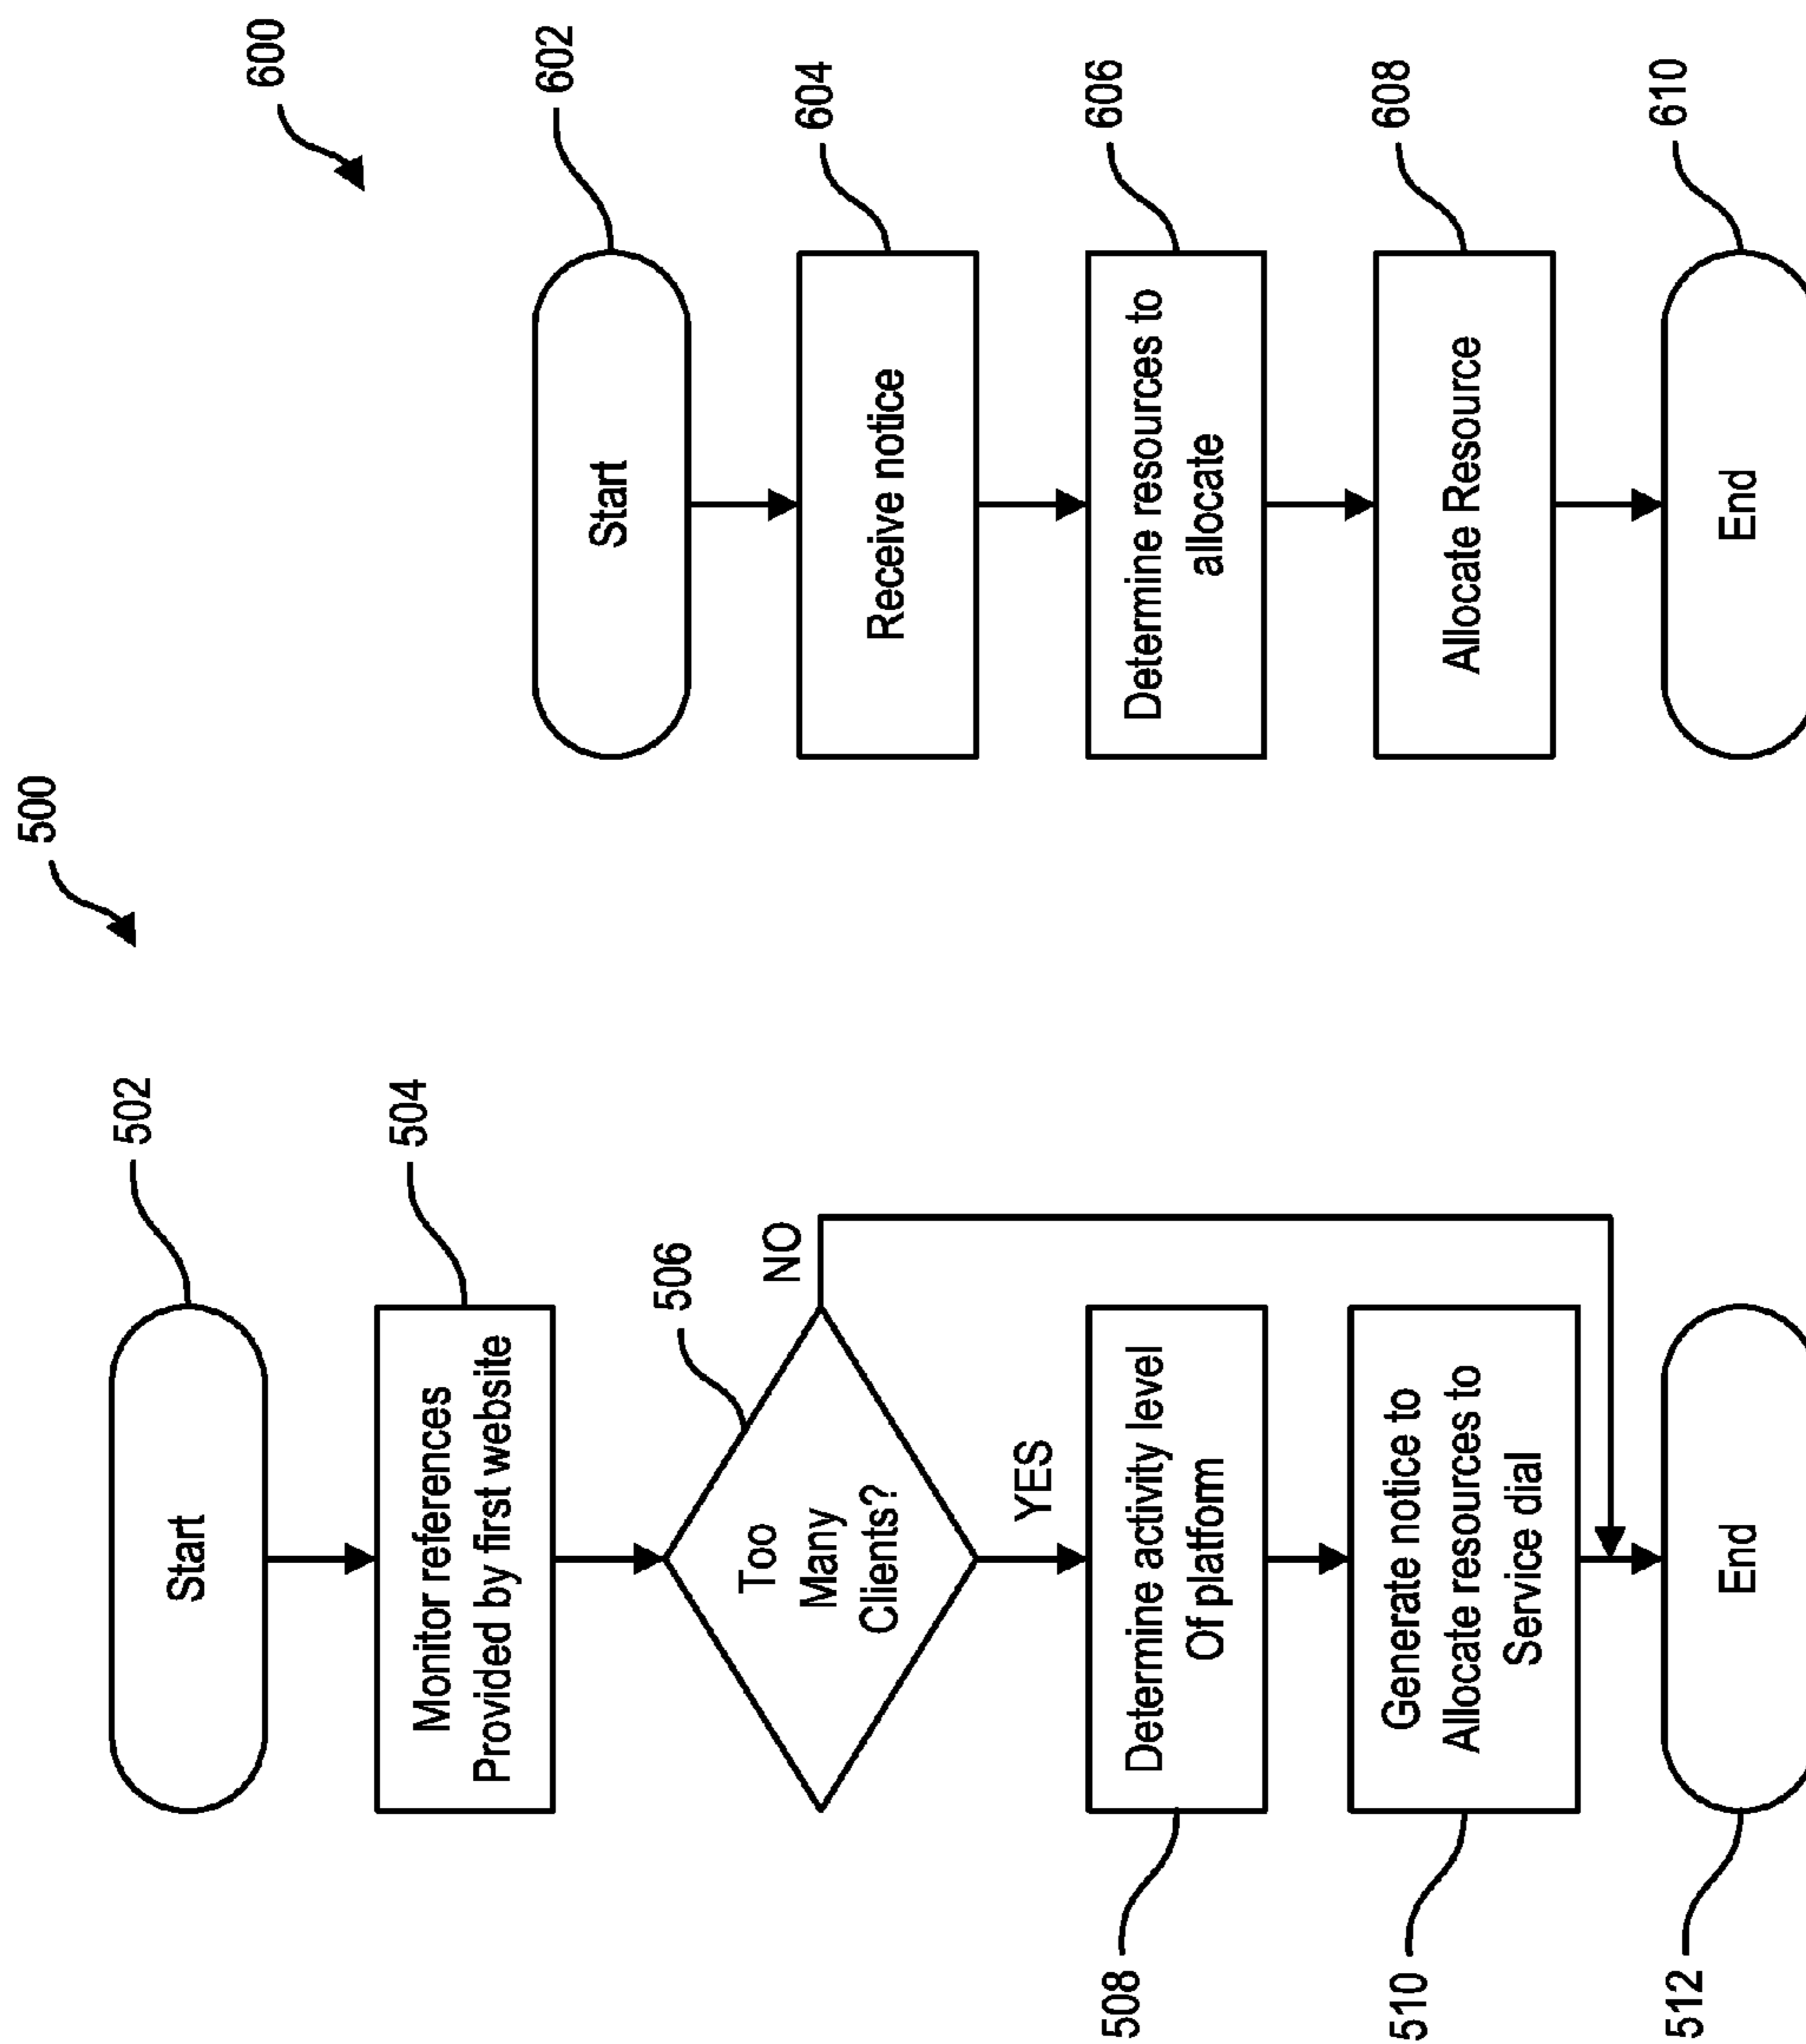 500
502
Start
504
Monitor references
Provided by first website
506
Too
Many
Clients?
NO
YES
508
Determine activity level
Of platform
510
Generate notice to
Allocate resources to
Service dial
512
End
600
602
Start
604
Receive notice
606
Determine resources to
allocate
608
Allocate Resource
610
End